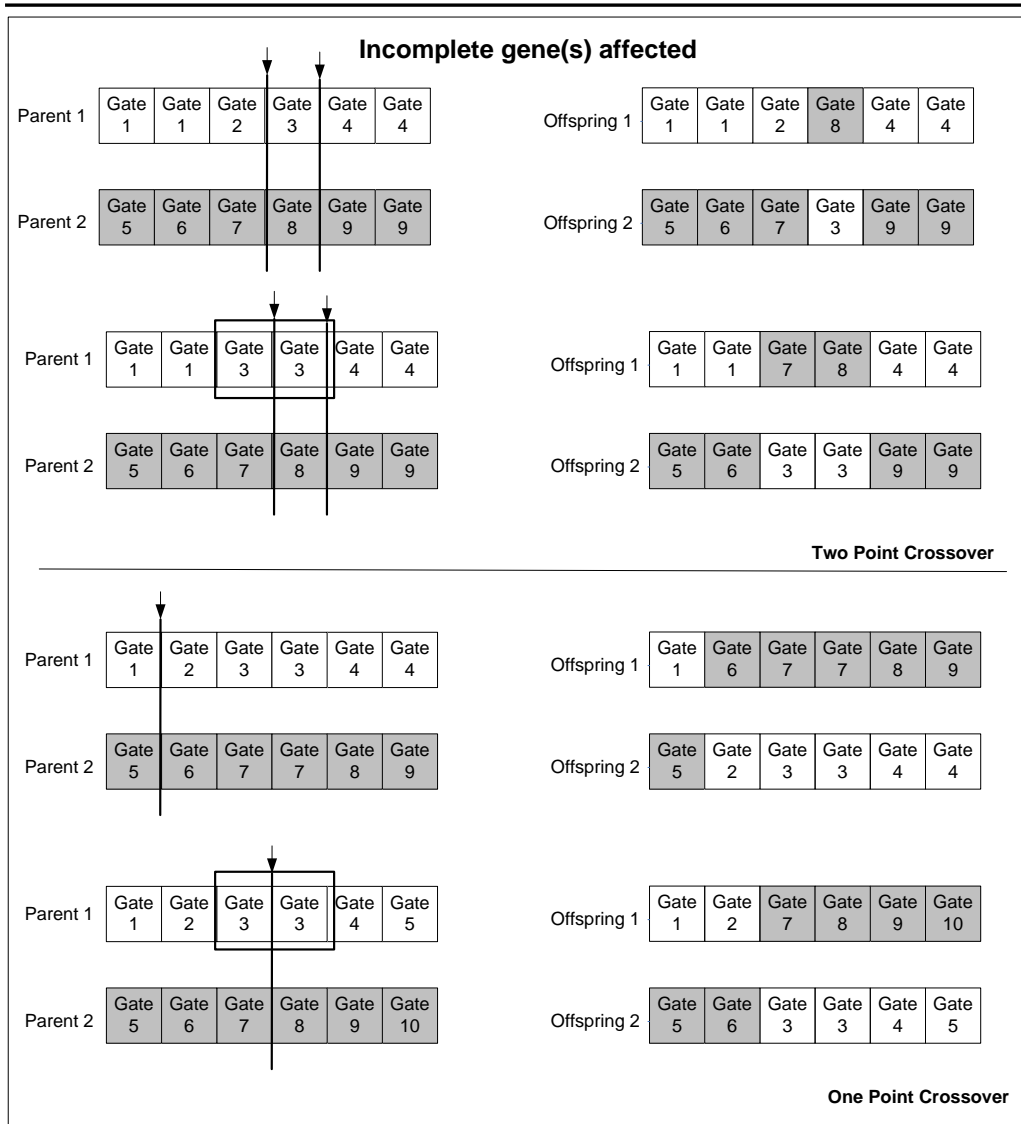 Incomplete gene(s) affected
Parent 1 Gate 1 Gate 1 Gate 2 Gate 3 Gate 4 Gate 4
Offspring 1 Gate 1 Gate 1 Gate 2 Gate 8 Gate 4 Gate 4
Parent 2 Gate 5 Gate 6 Gate 7 Gate 8 Gate 9 Gate 9
Offspring 2 Gate 5 Gate 6 Gate 7 Gate 3 Gate 9 Gate 9
Parent 1 Gate 1 Gate 1 Gate 3 Gate 3 Gate 4 Gate 4
Offspring 1 Gate 1 Gate 1 Gate 7 Gate 8 Gate 4 Gate 4
Parent 2 Gate 5 Gate 6 Gate 7 Gate 8 Gate 9 Gate 9
Offspring 2 Gate 5 Gate 6 Gate 3 Gate 3 Gate 9 Gate 9
Two Point Crossover
Parent 1 Gate 1 Gate 2 Gate 3 Gate 3 Gate 4 Gate 4
Offspring 1 Gate 1 Gate 6 Gate 7 Gate 7 Gate 8 Gate 9
Parent 2 Gate 5 Gate 6 Gate 7 Gate 7 Gate 8 Gate 9
Offspring 2 Gate 5 Gate 2 Gate 3 Gate 3 Gate 4 Gate 4
Parent 1 Gate 1 Gate 2 Gate 3 Gate 3 Gate 4 Gate 5
Offspring 1 Gate 1 Gate 2 Gate 7 Gate 8 Gate 9 Gate 10
Parent 2 Gate 5 Gate 6 Gate 7 Gate 8 Gate 9 Gate 10
Offspring 2 Gate 5 Gate 6 Gate 3 Gate 3 Gate 4 Gate 5
One Point Crossover